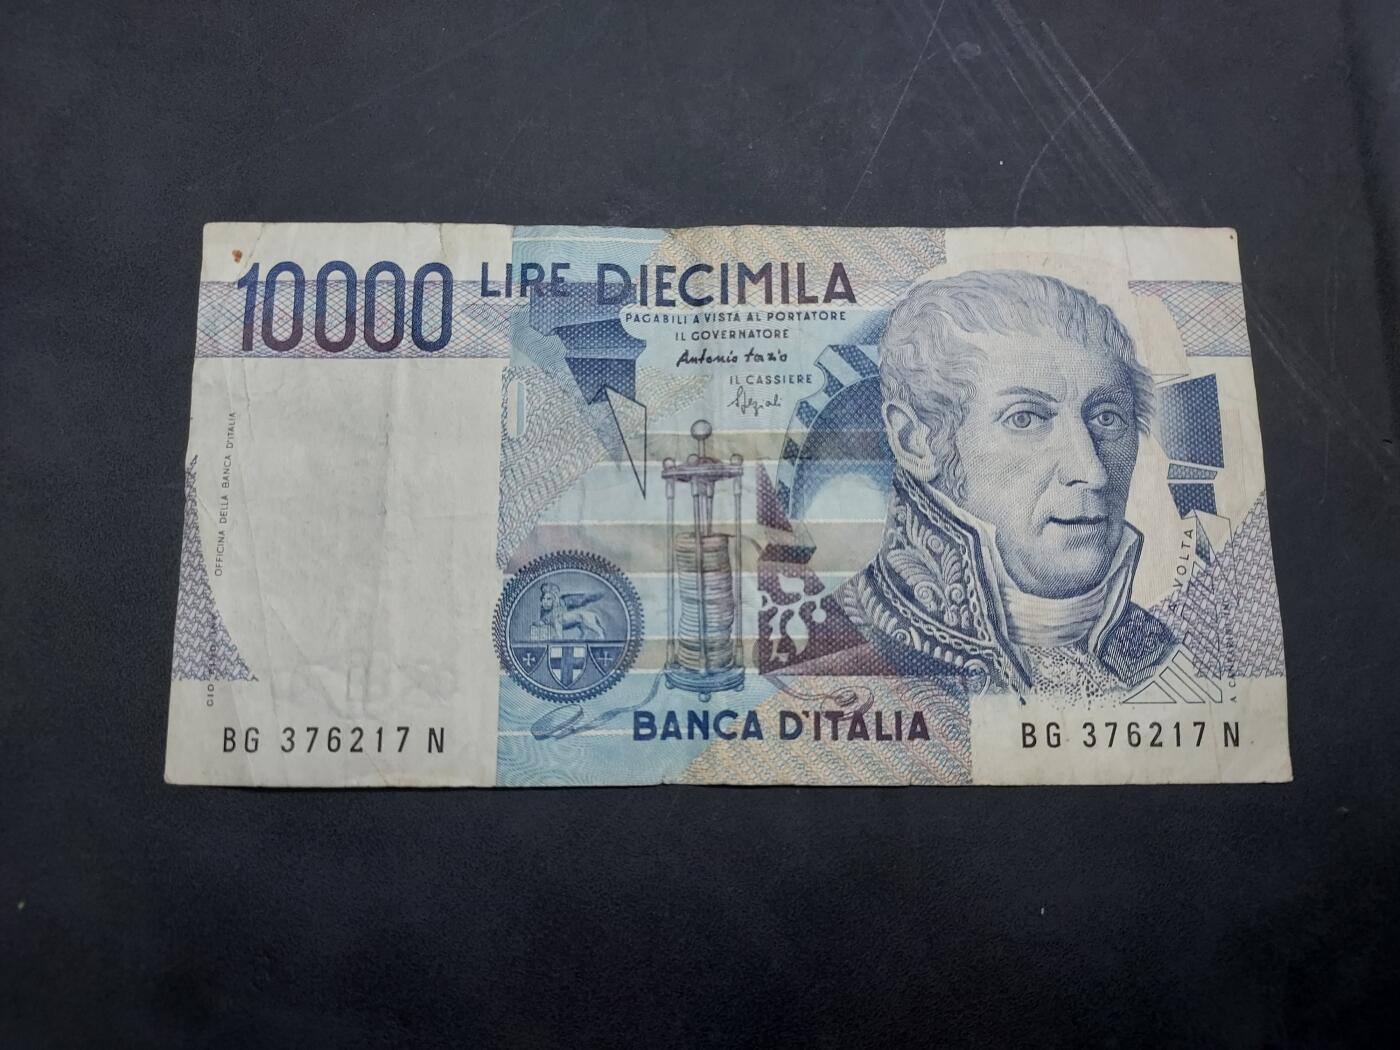 10000 LIRE DIECIMILA
PAGABILI A VISTA AL PORTATORE
IL GOVERNATORE
Antonio Fazio
IL CASSIERE
Speziali
OFFICINA DELLA BANCA D'ITALIA
A VOLTA
BANCA D'ITALIA
BG 376217 N
BG 376217 N